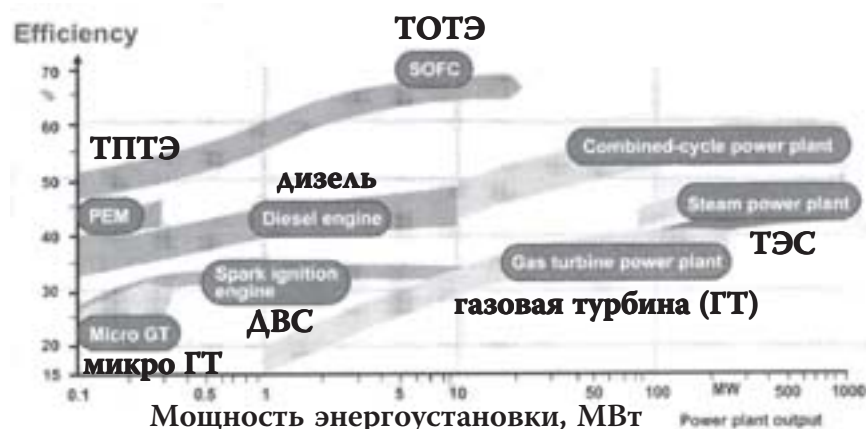 Efficiency
ТОТЭ
70
SOFC
%
60
ТПТЭ
Combined-cycle power plant
50
дизель
PEM
Diesel engine
Steam power plant
40
ТЭС
Spark ignition
engine
Gas turbine power plant
30
ДВС
газовая турбина (ГТ)
Micro GT
20
микро ГТ
15
0.1 0.5 1 5 10 50 100 MW 500 1000
Мощность энергоустановки, МВт
Power plant output